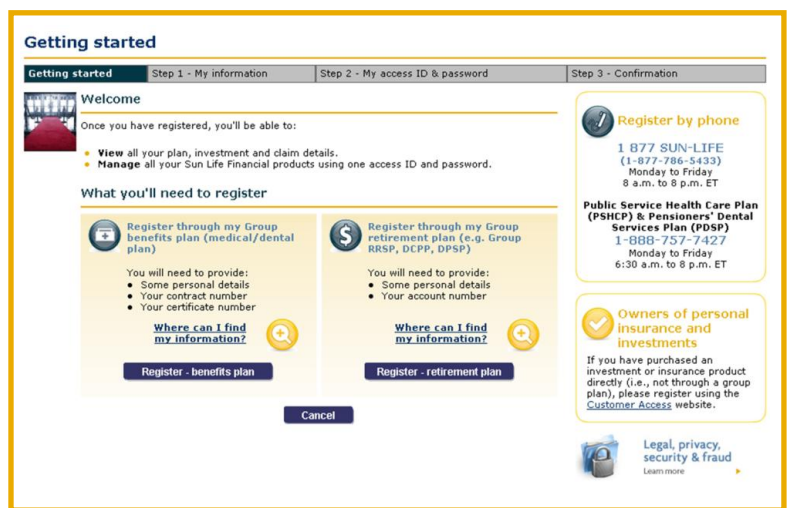 Getting started
Getting started
Step 1 - My information
Step 2 - My access ID & password
Step 3 - Confirmation
Welcome
Once you have registered, you'll be able to:
• View all your plan, investment and claim details.
• Manage all your Sun Life Financial products using one access ID and password.
What you'll need to register
Register through my Group
benefits plan (medical/dental
plan)
You will need to provide:
• Some personal details
• Your contract number
• Your certificate number
Where can I find
my information?
Register - benefits plan
Register through my Group
retirement plan (e.g. Group
RRSP, DCPP, DPSP)
You will need to provide:
• Some personal details
• Your account number
Where can I find
my information?
Register - retirement plan
Cancel
Register by phone
1 877 SUN-LIFE
(1-877-786-5433)
Monday to Friday
8 a.m. to 8 p.m. ET
Public Service Health Care Plan
(PSHCP) & Pensioners' Dental
Services Plan (PDSP)
1-888-757-7427
Monday to Friday
6:30 a.m. to 8 p.m. ET
Owners of personal
insurance and
investments
If you have purchased an
investment or insurance product
directly (i.e., not through a group
plan), please register using the
Customer Access website.
Legal, privacy,
security & fraud
Learn more